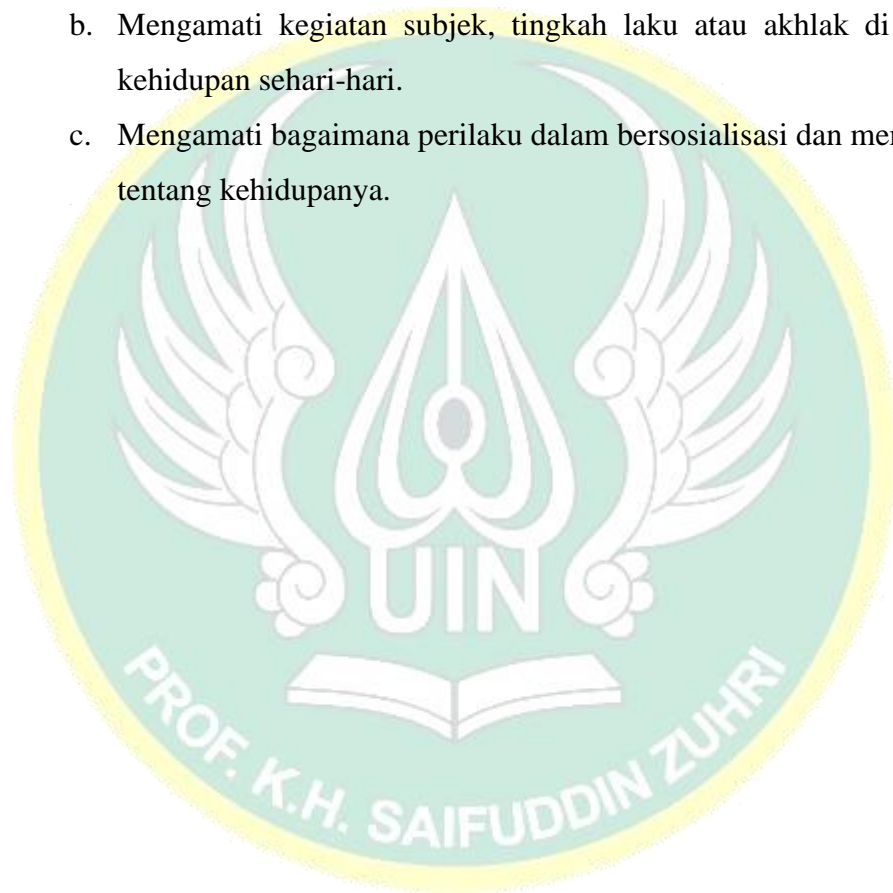 b. Mengamati kegiatan subjek, tingkah laku atau akhlak di
kehidupan sehari-hari.
c. Mengamati bagaimana perilaku dalam bersosialisasi dan
tentang kehidupanya.
UIN
PROF. K.H. SAIFUDDIN ZUHRI